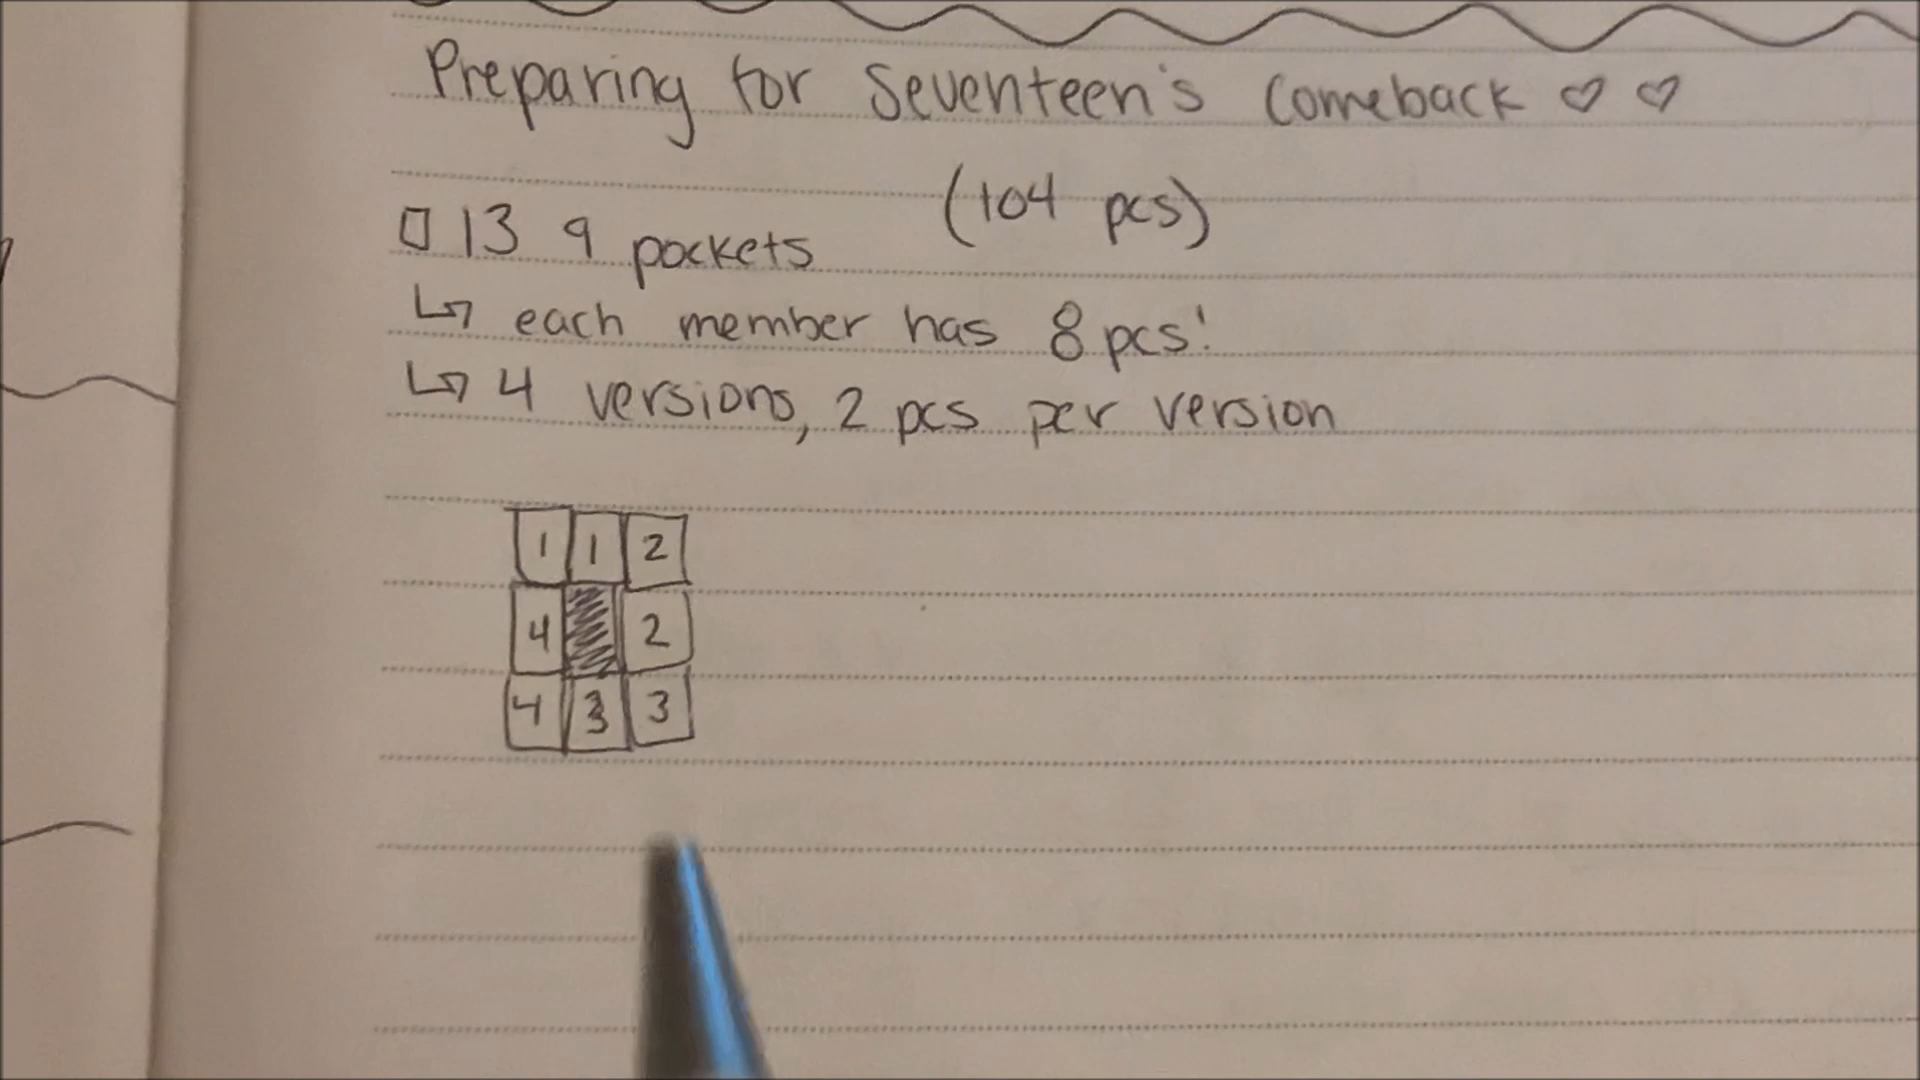 Preparing for Seventeen's Comeback ♡ ♡
(104 pcs)
□ 13 9 pockets
↳ each member has 8 pcs!
↳ 4 versions, 2 pcs per version
1 1 2
4 2
4 3 3